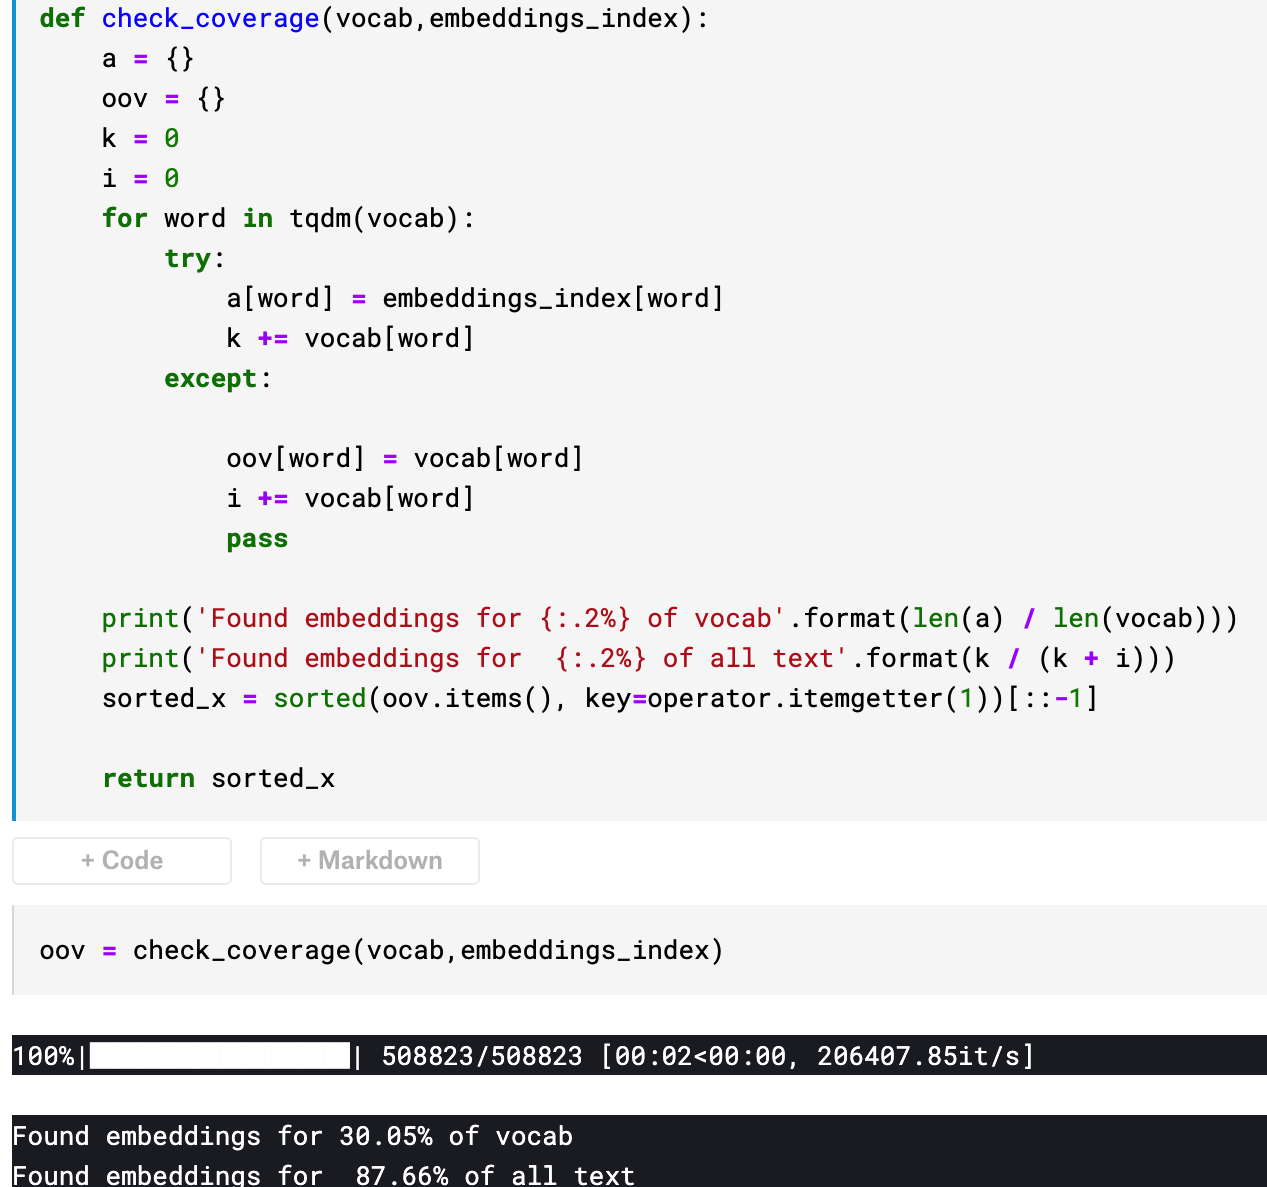 def check_coverage(vocab,embeddings_index):
    a = {}
    oov = {}
    k = 0
    i = 0
    for word in tqdm(vocab):
        try:
            a[word] = embeddings_index[word]
            k += vocab[word]
        except:

            oov[word] = vocab[word]
            i += vocab[word]
            pass

    print('Found embeddings for {:.2%} of vocab'.format(len(a) / len(vocab)))
    print('Found embeddings for  {:.2%} of all text'.format(k / (k + i)))
    sorted_x = sorted(oov.items(), key=operator.itemgetter(1))[::-1]

    return sorted_x
+ Code + Markdown
oov = check_coverage(vocab,embeddings_index)
100%|██████████| 508823/508823 [00:02<00:00, 206407.85it/s]
Found embeddings for 30.05% of vocab
Found embeddings for  87.66% of all text